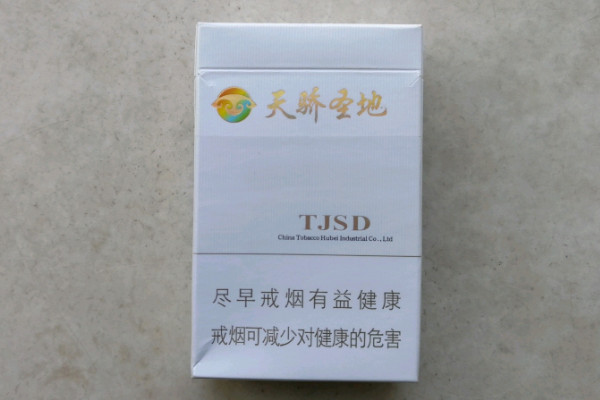 天骄圣地
TJSD
China Tobacco Hubei Industrial Co., Ltd
尽早戒烟有益健康
戒烟可减少对健康的危害